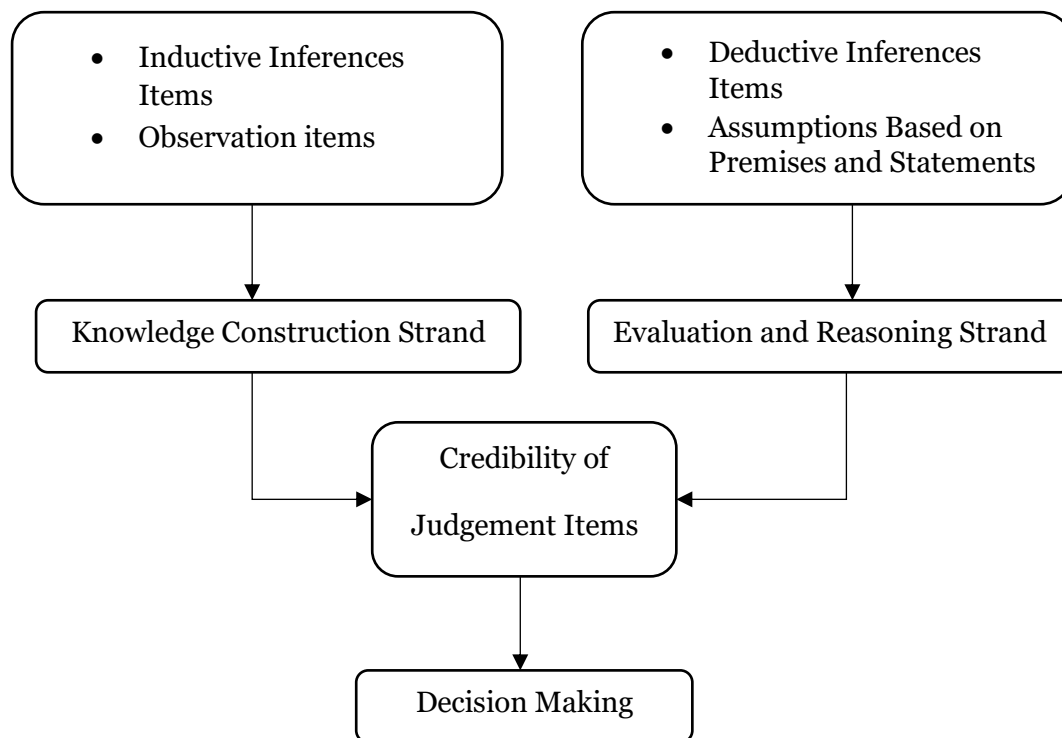 • Inductive Inferences
Items
• Observation items
• Deductive Inferences
Items
• Assumptions Based on
Premises and Statements
Knowledge Construction Strand
Evaluation and Reasoning Strand
Credibility of
Judgement Items
Decision Making